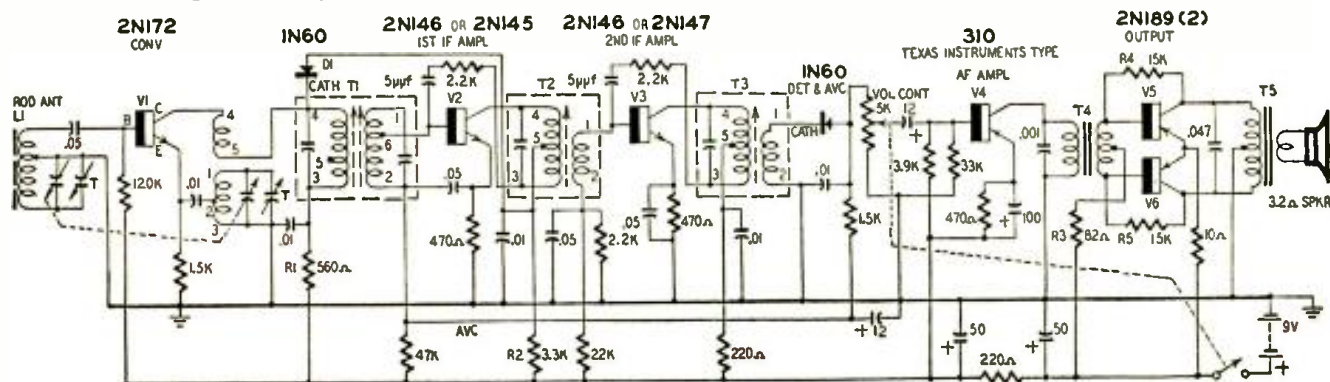 2N172
CONV
1N60
2N146 OR 2N145
1ST IF AMPL
2N146 OR 2N147
2ND IF AMPL
1N60
DET & AVC
310
TEXAS INSTRUMENTS TYPE
AF AMPL
2N189 (2)
OUTPUT
ROD ANT
L1
.05
V1
C
B
E
4
5
120K
.01
1
2
3
T
T
.01
1.5K
R1
560Ω
D1
CATH
T1
4
5
3
1
6
2
5μμf
2.2K
V2
.05
470Ω
.01
T2
4
5
3
1
2
5μμf
2.2K
V3
.05
2.2K
.05
470Ω
T3
4
5
3
1
2
.01
CATH
.01
VOL CONT
5K
12
1.5K
3.9K
33K
V4
470Ω
100
.001
T4
R3
82Ω
R4
15K
V5
V6
R5
15K
.047
10Ω
T5
3.2Ω SPKR
AVC
47K
R2
3.3K
22K
220Ω
12
50
50
220Ω
9V